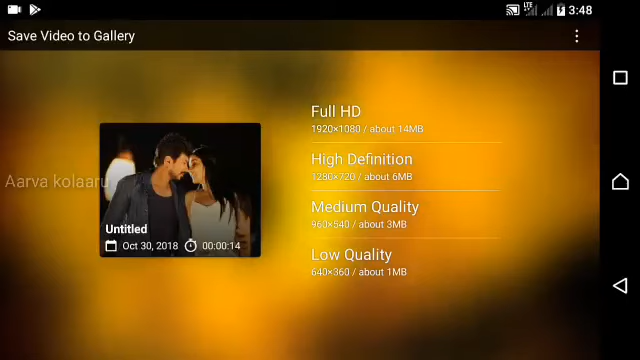 3:48
Save Video to Gallery
Full HD
1920×1080 / about 14MB
High Definition
1280×720 / about 6MB
Aarva kolaaru
Medium Quality
960×540 / about 3MB
Untitled
Oct 30, 2018 00:00:14
Low Quality
640×360 / about 1MB